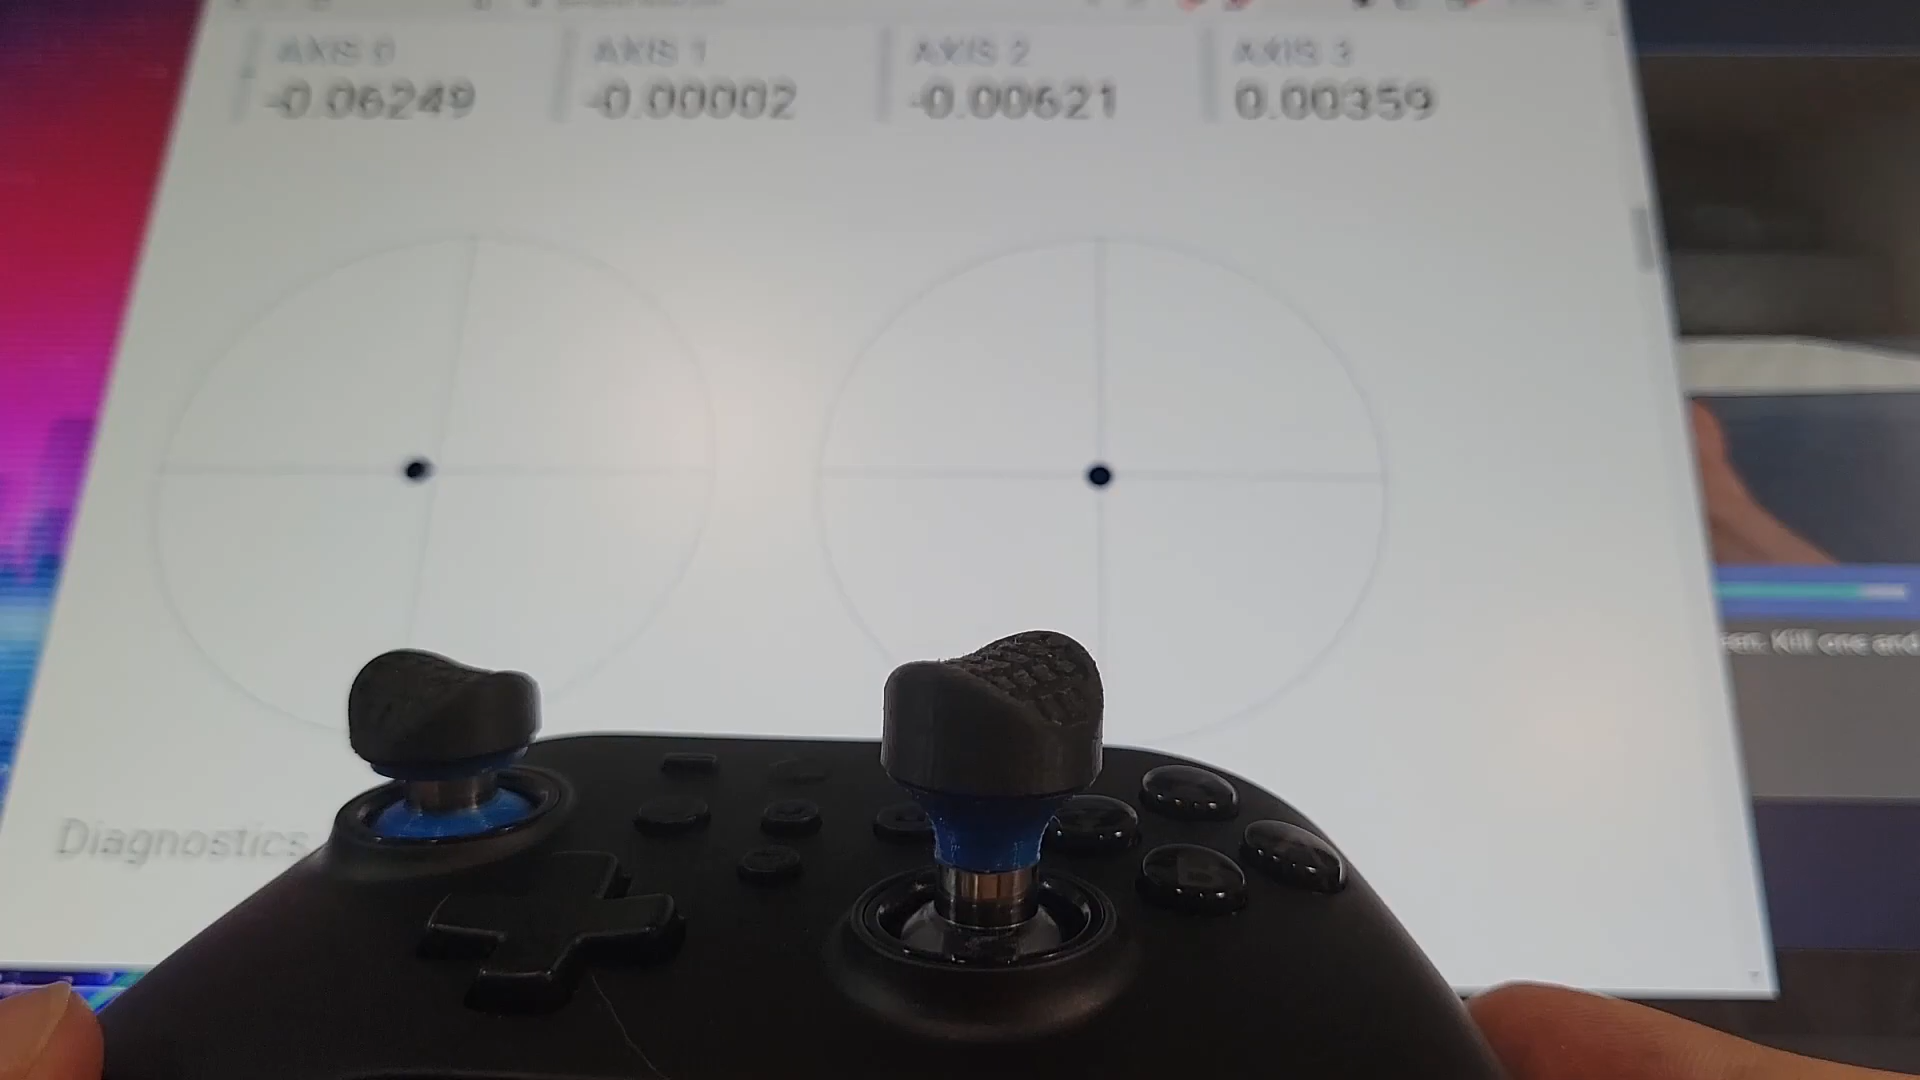 AXIS 0
-0.06249
AXIS 1
-0.00002
AXIS 2
-0.00621
AXIS 3
0.00359
Kill one and
Diagnostics
B